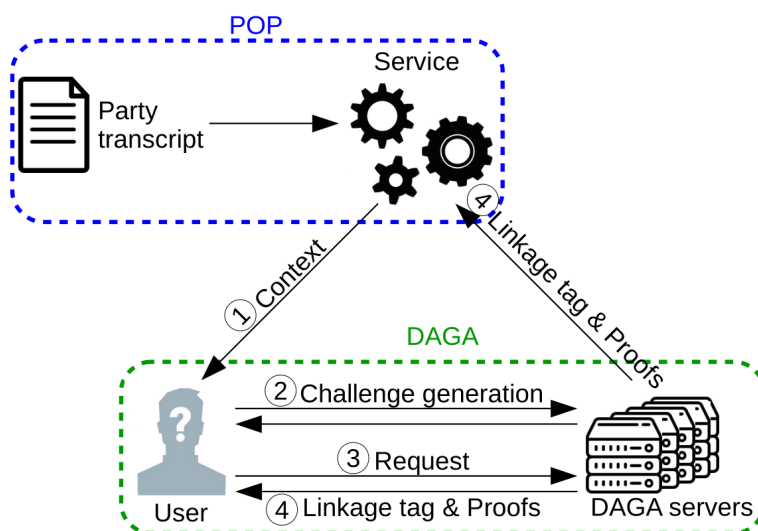 POP
Service
Party
transcript
1 Context
4 Linkage tag & Proofs
DAGA
?
2 Challenge generation
3 Request
4 Linkage tag & Proofs
User
DAGA servers